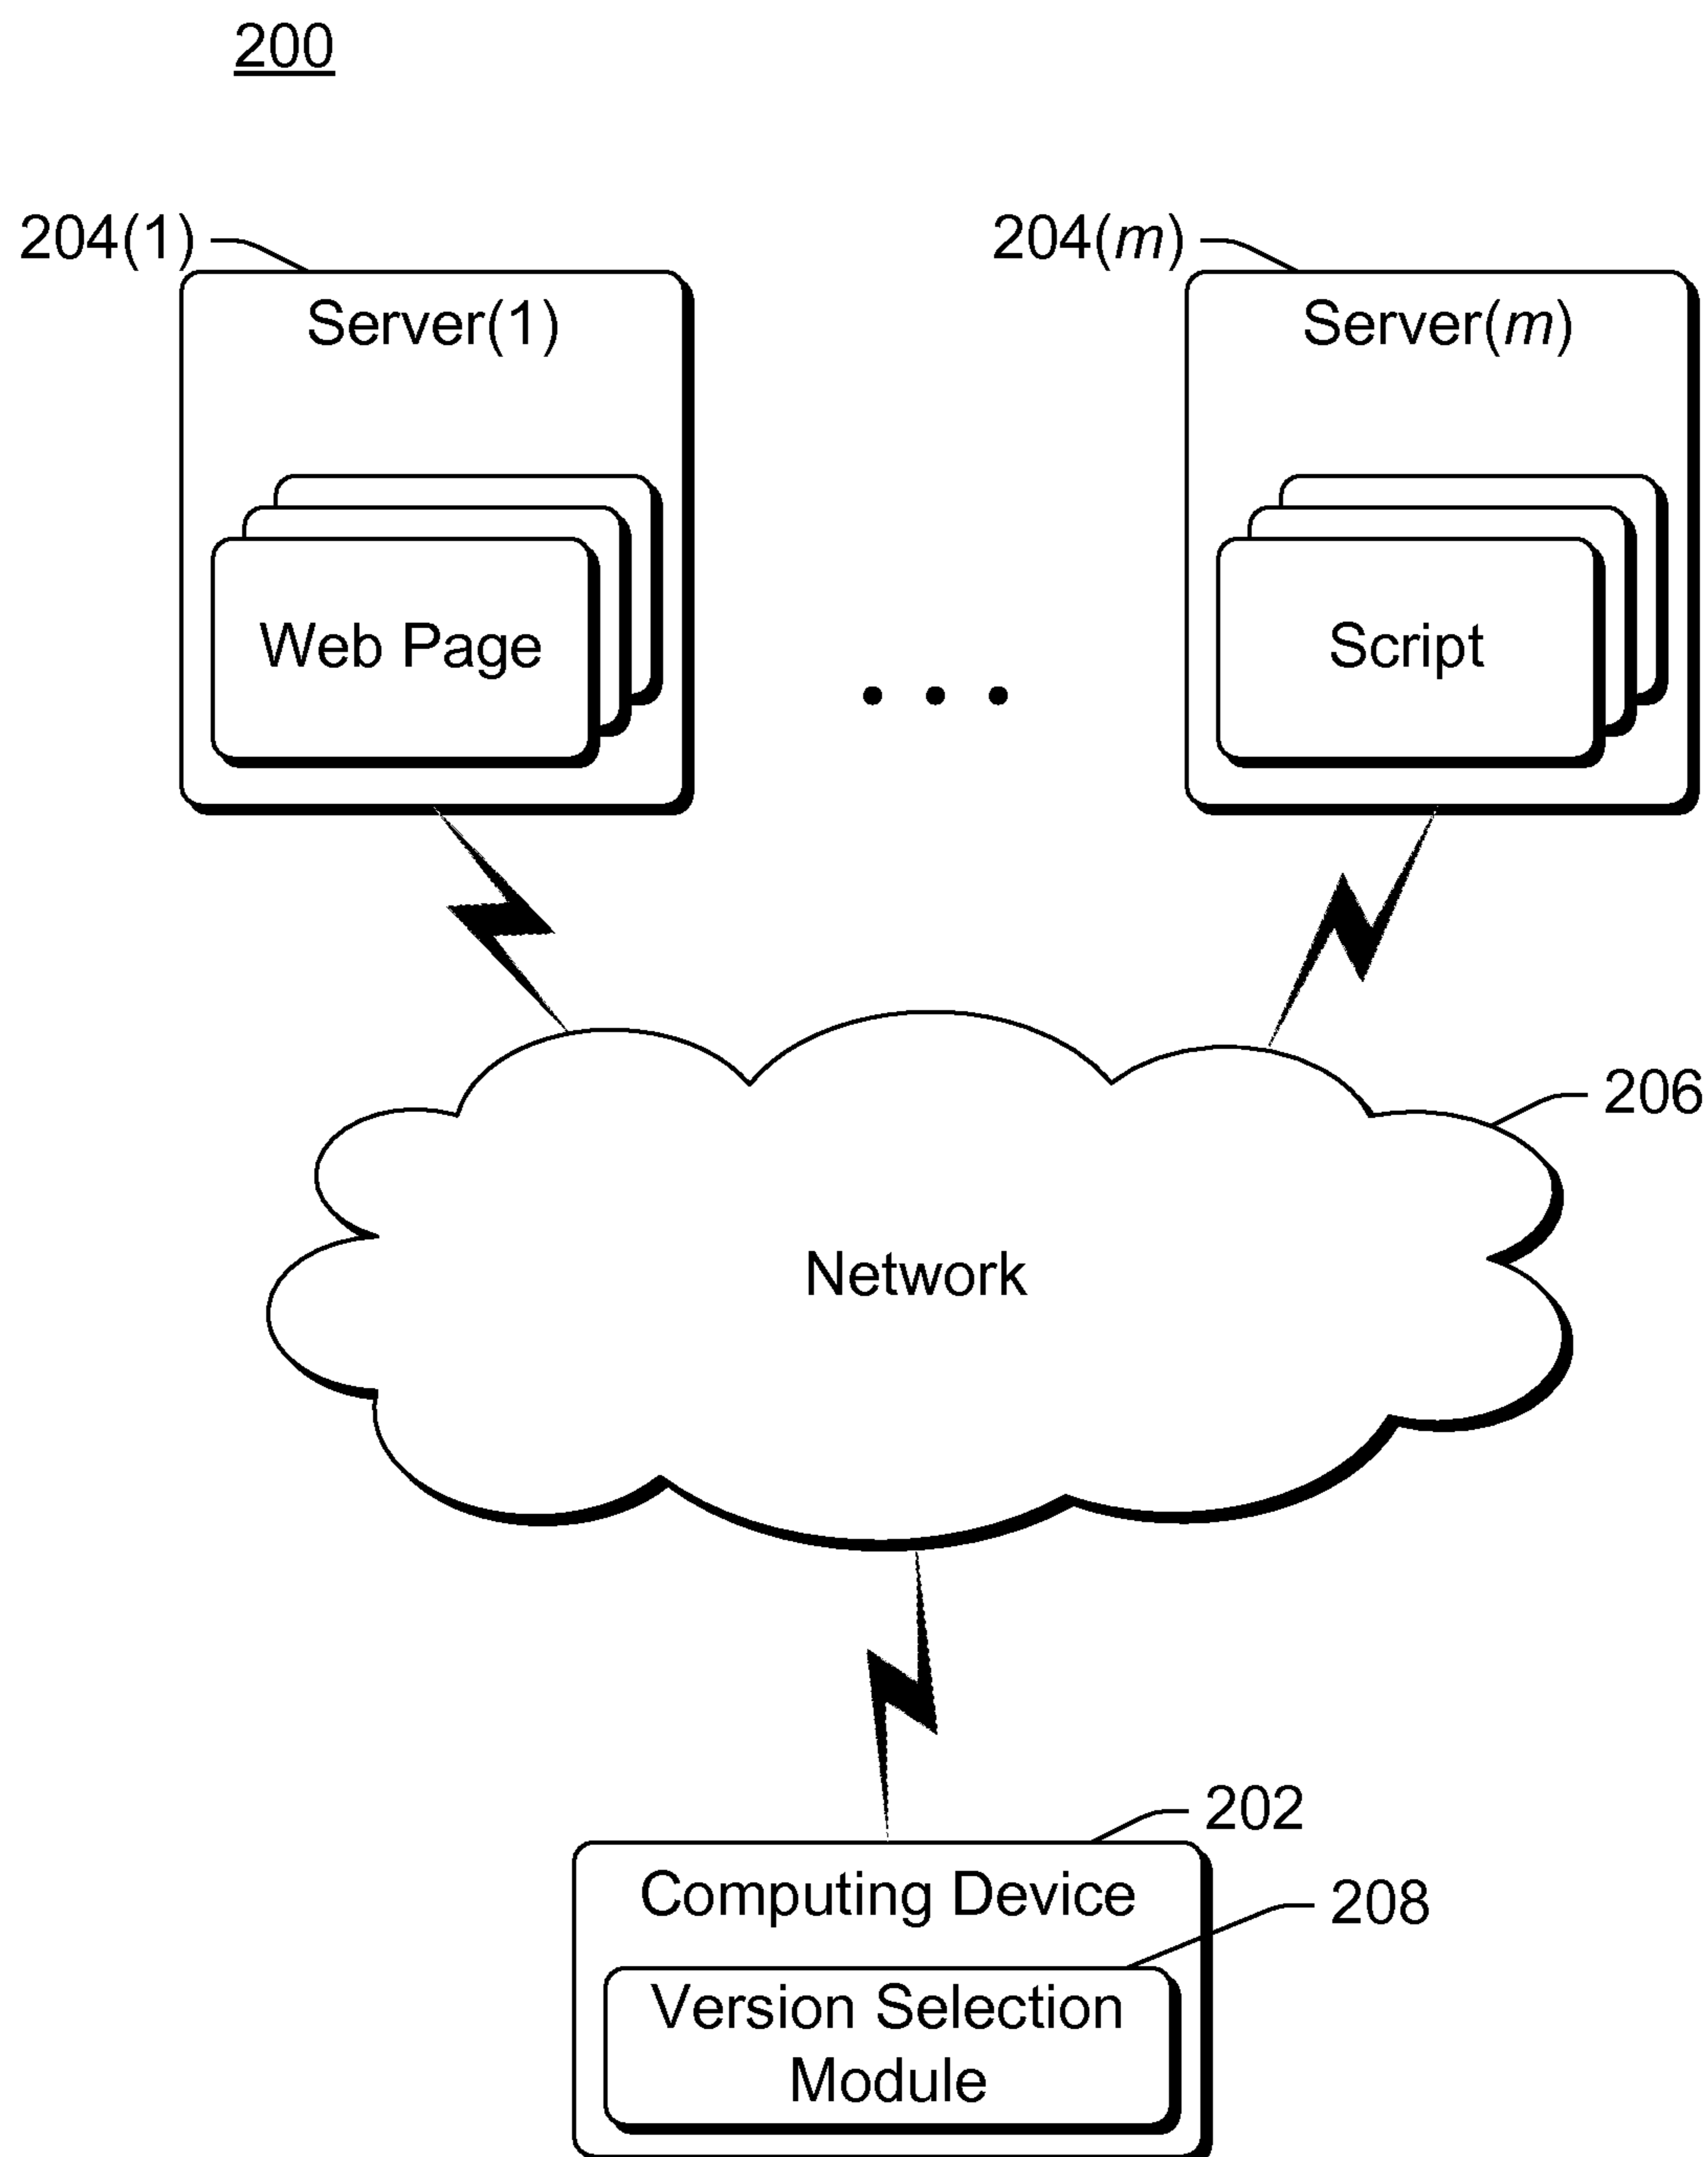 200
204(1)
204(m)
Server(1)
Server(m)
Web Page
Script
. . .
206
Network
202
Computing Device
208
Version Selection
Module